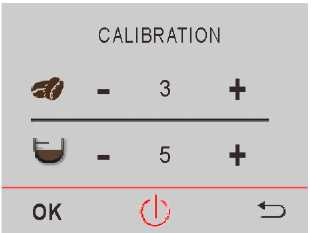 CALIBRATION
- 3 +
- 5 +
OK